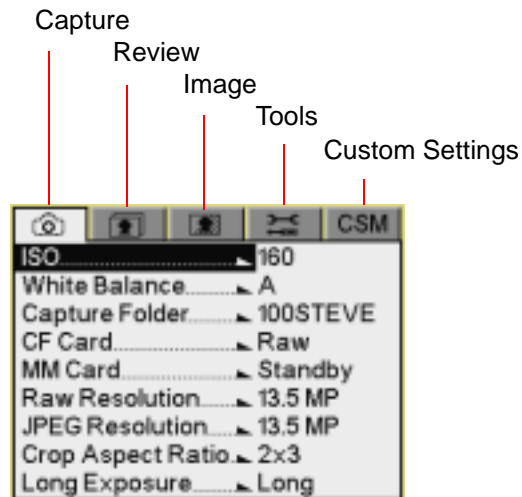 Capture
Review
Image
Tools
Custom Settings
CSM
ISO 160
White Balance A
Capture Folder 100STEVE
CF Card Raw
MM Card Standby
Raw Resolution 13.5 MP
JPEG Resolution 13.5 MP
Crop Aspect Ratio 2x3
Long Exposure Long